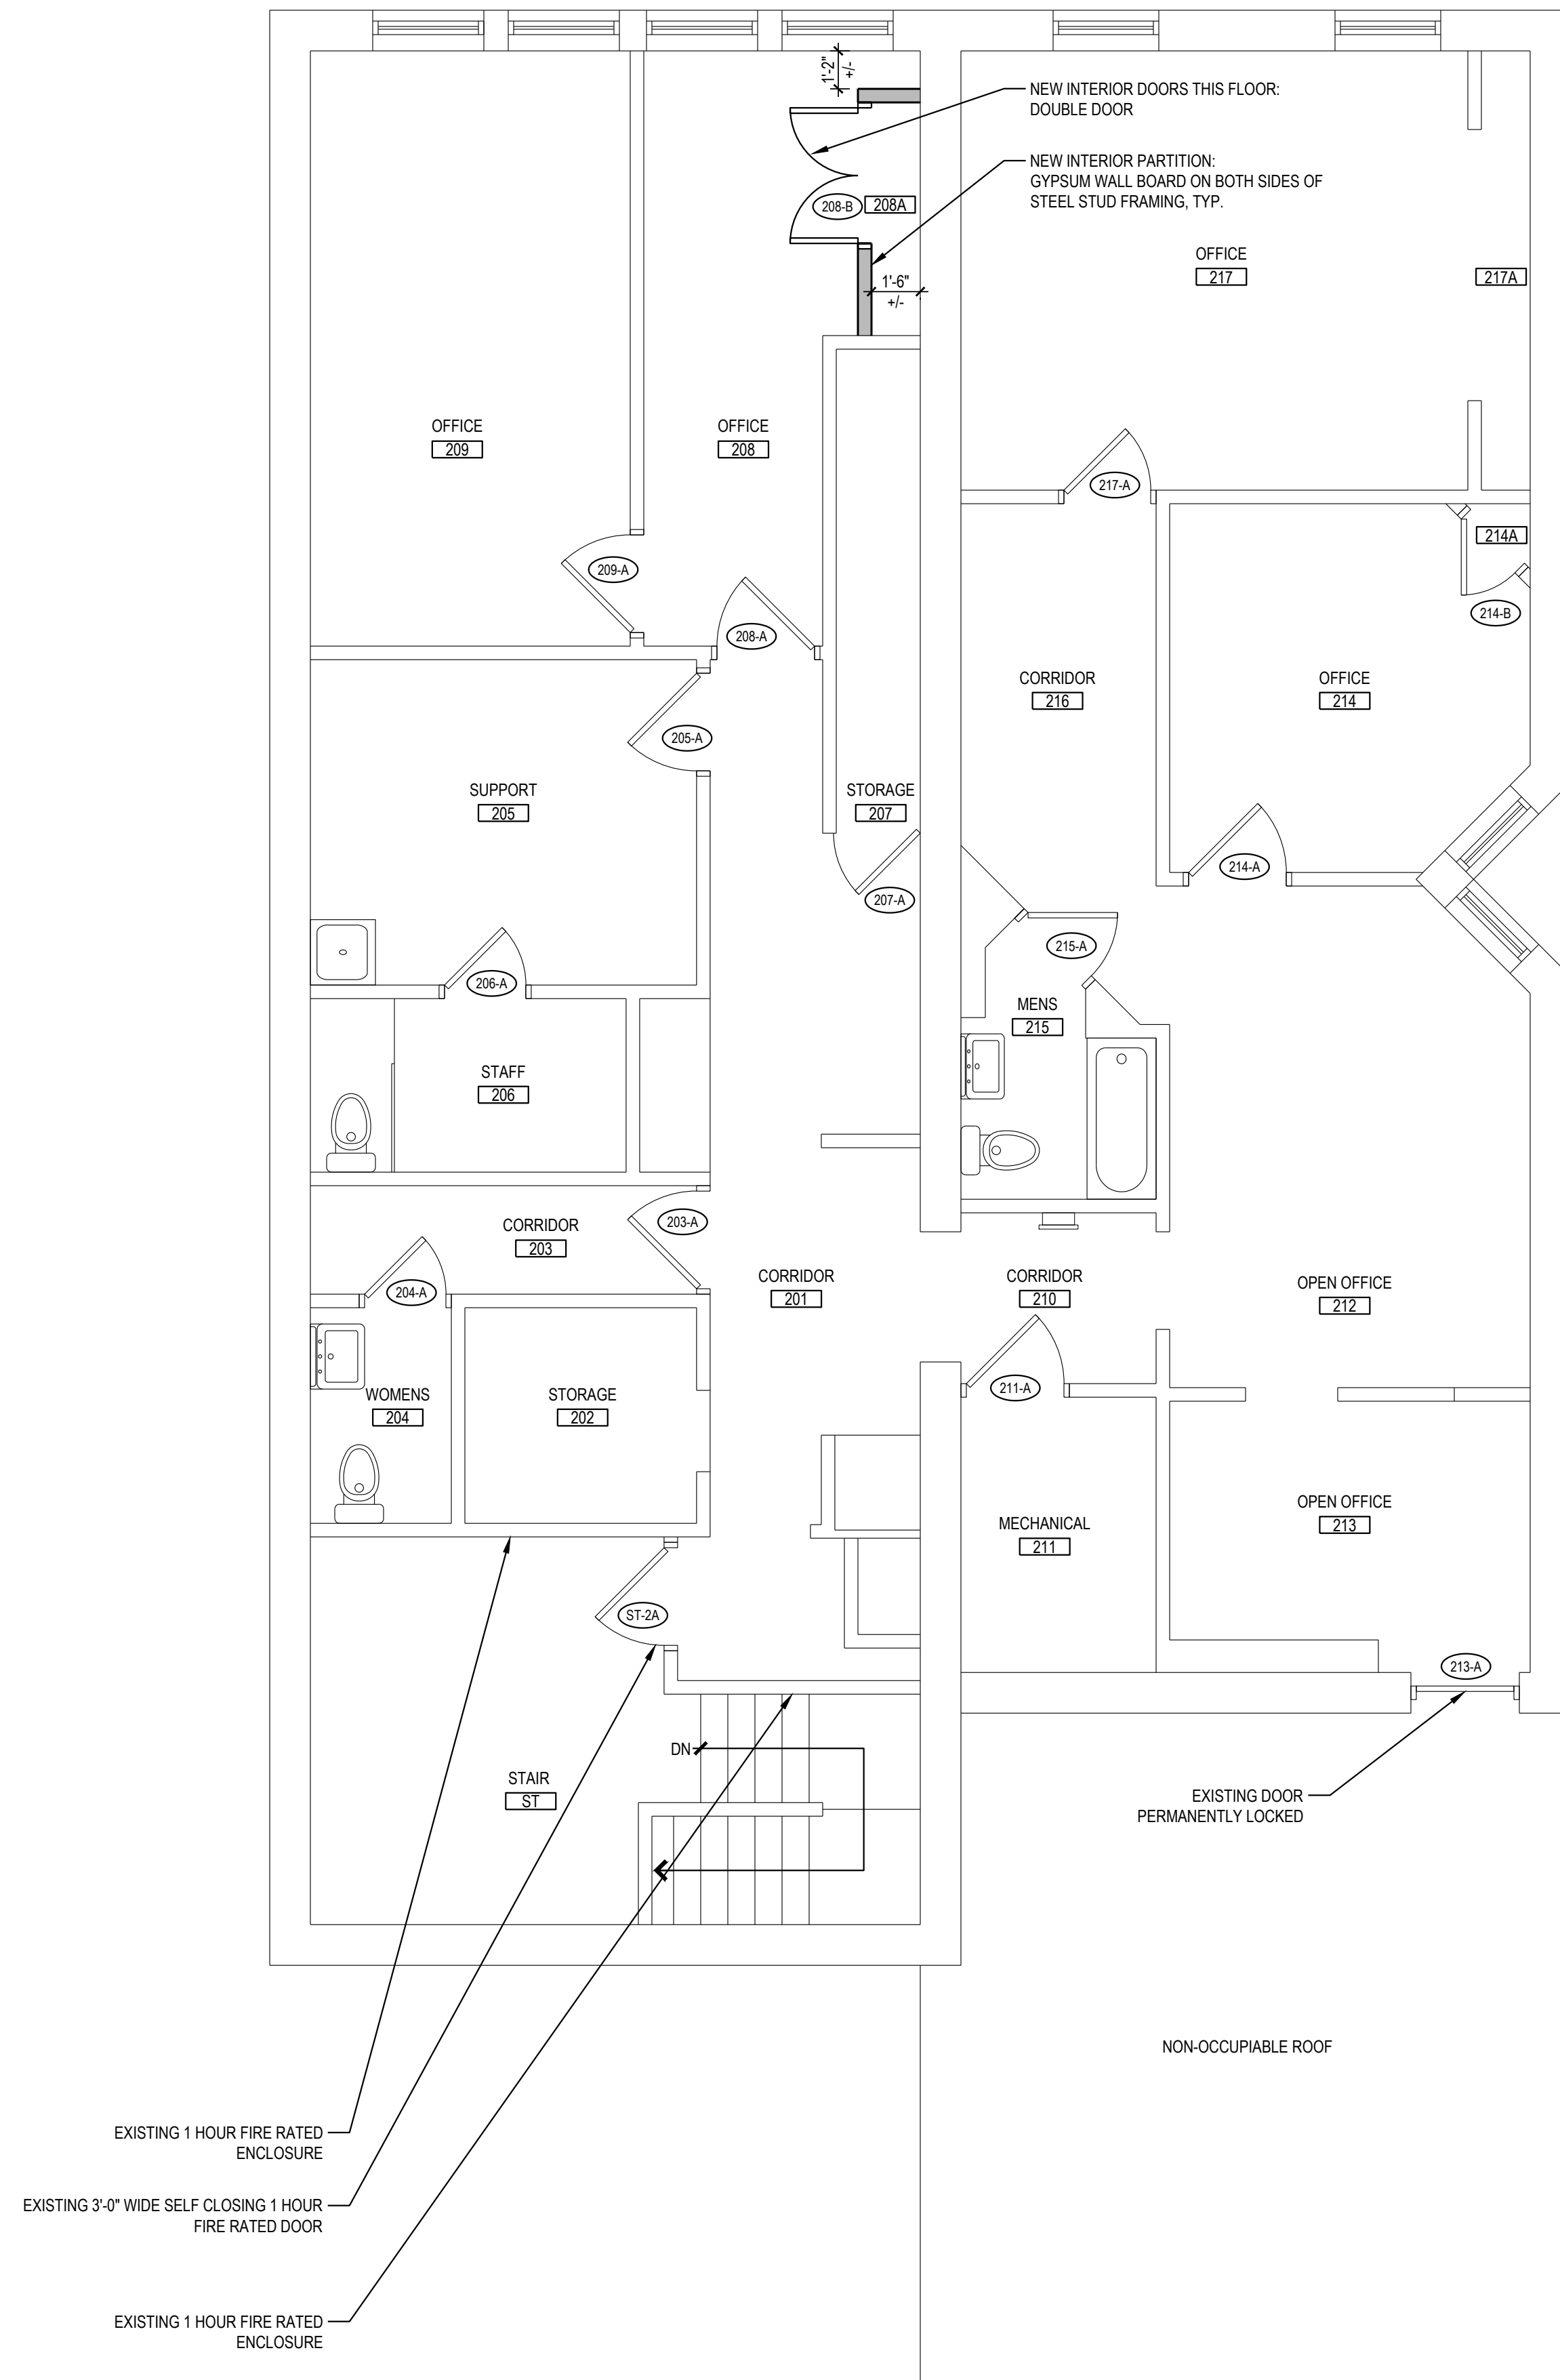 1'-2"
+/-
NEW INTERIOR DOORS THIS FLOOR:
DOUBLE DOOR
NEW INTERIOR PARTITION:
GYPSUM WALL BOARD ON BOTH SIDES OF
STEEL STUD FRAMING, TYP.
208-B
208A
1'-6"
+/-
OFFICE
217
217A
OFFICE
209
OFFICE
208
217-A
209-A
208-A
214A
214-B
CORRIDOR
216
OFFICE
214
205-A
SUPPORT
205
STORAGE
207
207-A
214-A
206-A
215-A
MENS
215
STAFF
206
203-A
CORRIDOR
203
204-A
CORRIDOR
201
CORRIDOR
210
OPEN OFFICE
212
211-A
WOMENS
204
STORAGE
202
OPEN OFFICE
213
MECHANICAL
211
ST-2A
213-A
DN
STAIR
ST
EXISTING DOOR
PERMANENTLY LOCKED
NON-OCCUPIABLE ROOF
EXISTING 1 HOUR FIRE RATED
ENCLOSURE
EXISTING 3'-0" WIDE SELF CLOSING 1 HOUR
FIRE RATED DOOR
EXISTING 1 HOUR FIRE RATED
ENCLOSURE